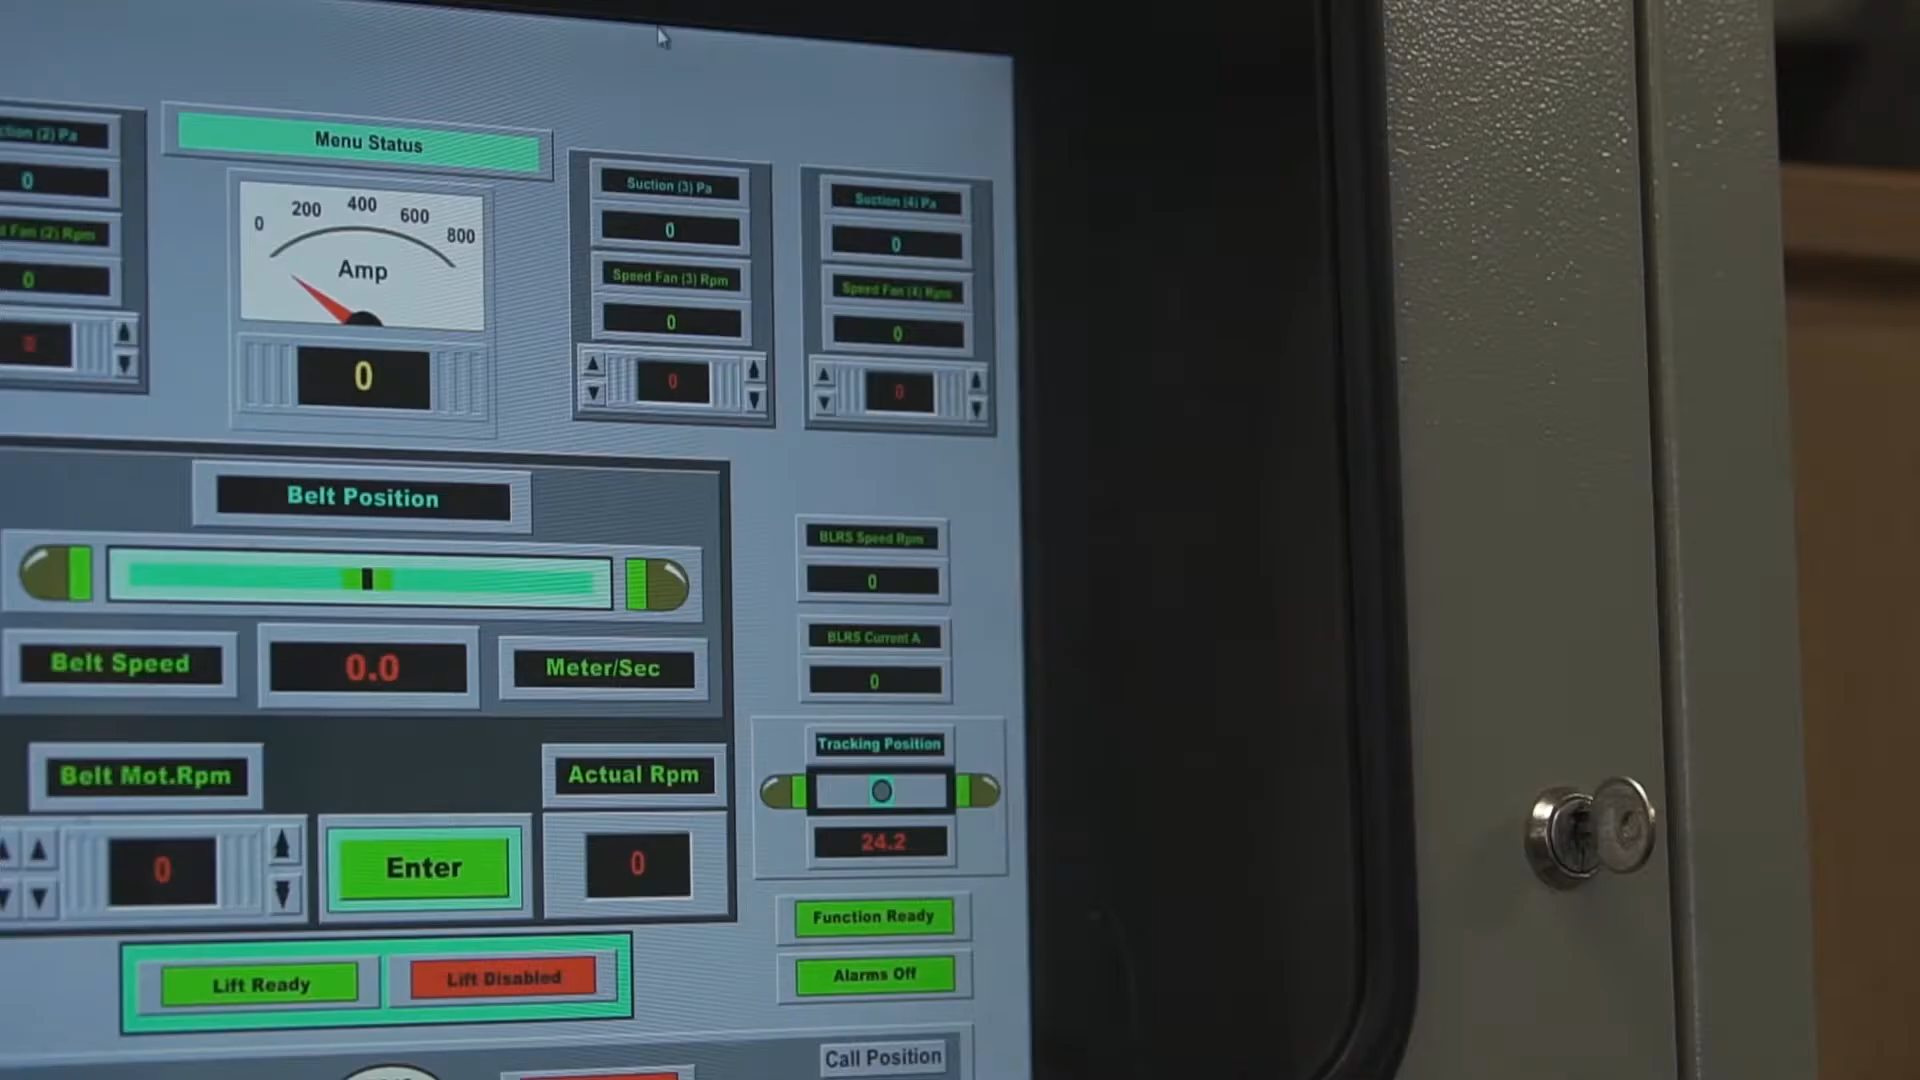 ction (2) Pa
0
d Fan (2) Rpm
0
0
Menu Status
0 200 400 600 800
Amp
0
Suction (3) Pa
0
Speed Fan (3) Rpm
0
0
Suction (4) Pa
0
Speed Fan (4) Rpm
0
0
Belt Position
Belt Speed
0.0
Meter/Sec
Belt Mot.Rpm
0
Enter
Actual Rpm
0
Lift Ready
Lift Disabled
BLRS Speed Rpm
0
BLRS Current A
0
Tracking Position
24.2
Function Ready
Alarms Off
Call Position